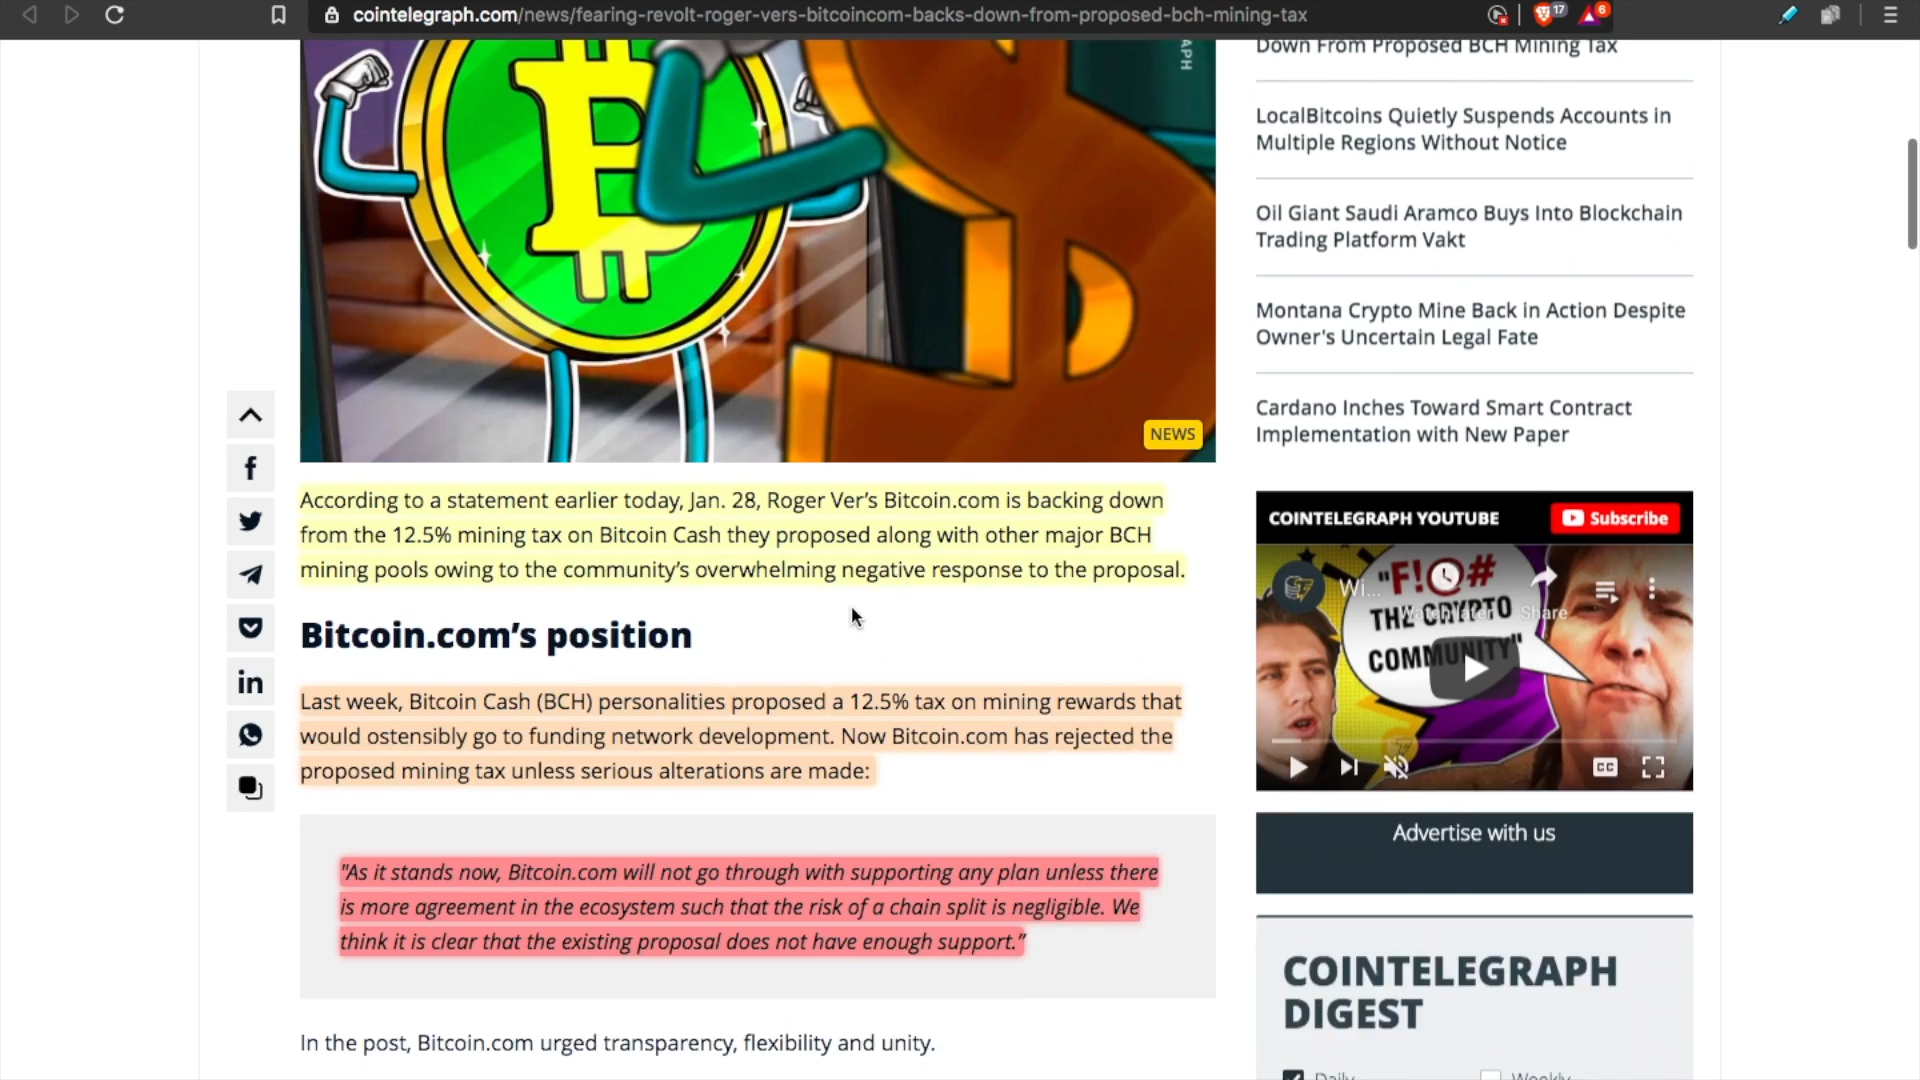 cointelegraph.com/news/fearing-revolt-roger-vers-bitcoincom-backs-down-from-proposed-bch-mining-tax
17
6
APH
NEWS
According to a statement earlier today, Jan. 28, Roger Ver’s Bitcoin.com is backing down
from the 12.5% mining tax on Bitcoin Cash they proposed along with other major BCH
mining pools owing to the community’s overwhelming negative response to the proposal.
Bitcoin.com’s position
Last week, Bitcoin Cash (BCH) personalities proposed a 12.5% tax on mining rewards that
would ostensibly go to funding network development. Now Bitcoin.com has rejected the
proposed mining tax unless serious alterations are made:
"As it stands now, Bitcoin.com will not go through with supporting any plan unless there
is more agreement in the ecosystem such that the risk of a chain split is negligible. We
think it is clear that the existing proposal does not have enough support.”
In the post, Bitcoin.com urged transparency, flexibility and unity.
Down From Proposed BCH Mining Tax
LocalBitcoins Quietly Suspends Accounts in
Multiple Regions Without Notice
Oil Giant Saudi Aramco Buys Into Blockchain
Trading Platform Vakt
Montana Crypto Mine Back in Action Despite
Owner's Uncertain Legal Fate
Cardano Inches Toward Smart Contract
Implementation with New Paper
COINTELEGRAPH YOUTUBE
Subscribe
Wi...
Watch later
Share
"F!@#
THE CRYPTO
COMMUNITY"
CC
Advertise with us
COINTELEGRAPH
DIGEST
Daily
Weekly